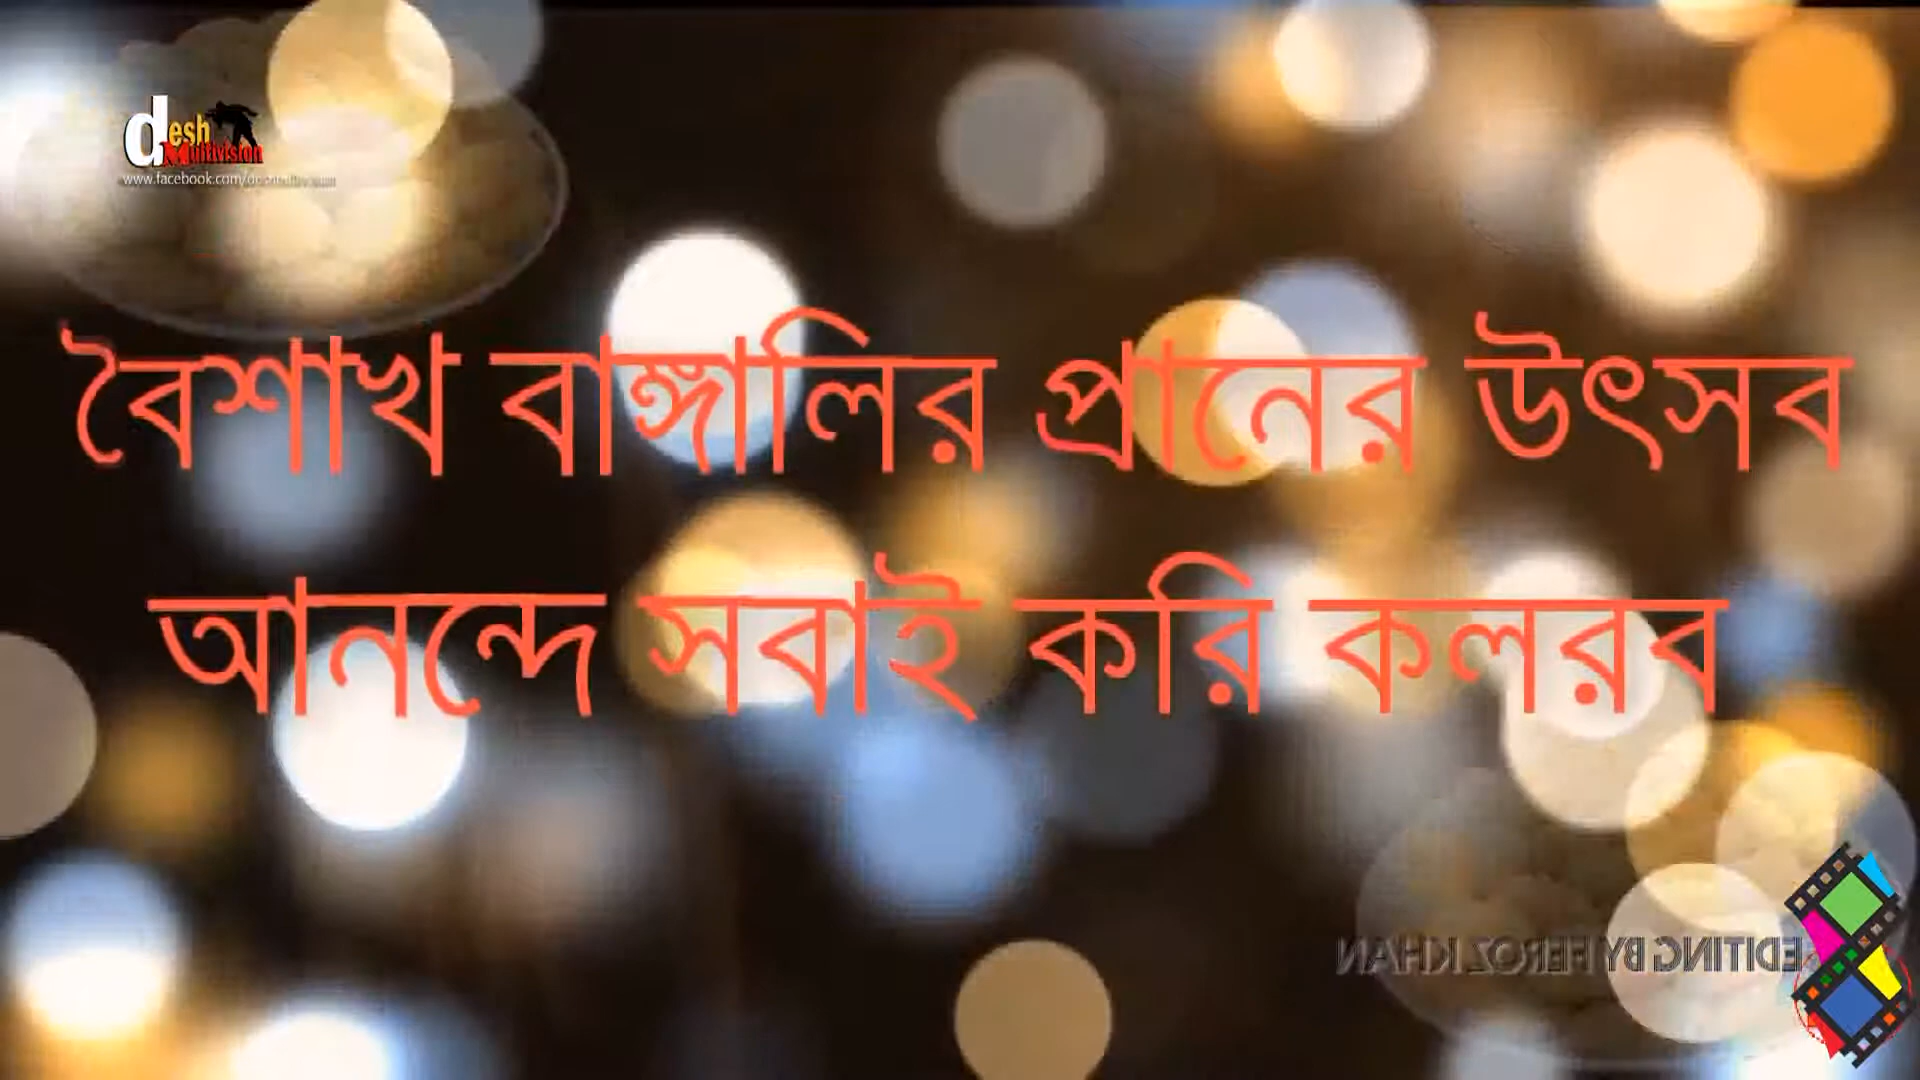 desh
Multivision
বৈশাখ বাঙ্গালির প্রানের উৎসব
আনন্দে সবাই করি কলরব
EDITING BY FEROZ KHAN